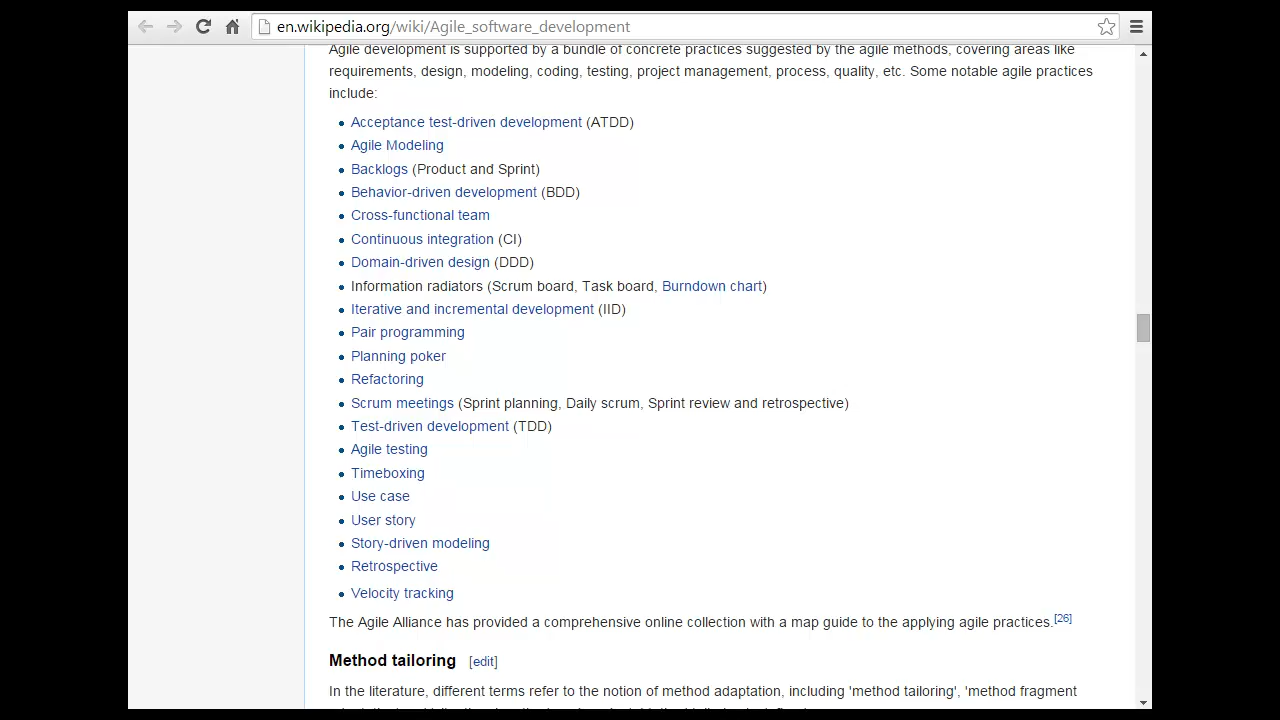 en.wikipedia.org/wiki/Agile_software_development
Agile development is supported by a bundle of concrete practices suggested by the agile methods, covering areas like
requirements, design, modeling, coding, testing, project management, process, quality, etc. Some notable agile practices
include:
Acceptance test-driven development (ATDD)
Agile Modeling
Backlogs (Product and Sprint)
Behavior-driven development (BDD)
Cross-functional team
Continuous integration (CI)
Domain-driven design (DDD)
Information radiators (Scrum board, Task board, Burndown chart)
Iterative and incremental development (IID)
Pair programming
Planning poker
Refactoring
Scrum meetings (Sprint planning, Daily scrum, Sprint review and retrospective)
Test-driven development (TDD)
Agile testing
Timeboxing
Use case
User story
Story-driven modeling
Retrospective
Velocity tracking
The Agile Alliance has provided a comprehensive online collection with a map guide to the applying agile practices.[26]
Method tailoring [edit]
In the literature, different terms refer to the notion of method adaptation, including 'method tailoring', 'method fragment